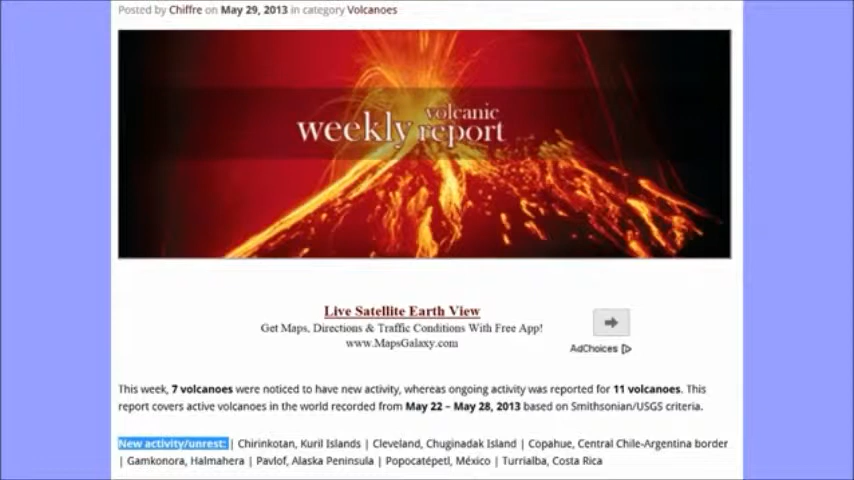 Posted by Chiffre on May 29, 2013 in category Volcanoes
weekly volcanic report
Live Satellite Earth View
Get Maps, Directions & Traffic Conditions With Free App!
www.MapsGalaxy.com
AdChoices
This week, 7 volcanoes were noticed to have new activity, whereas ongoing activity was reported for 11 volcanoes. This
report covers active volcanoes in the world recorded from May 22 – May 28, 2013 based on Smithsonian/USGS criteria.
New activity/unrest: | Chirinkotan, Kuril Islands | Cleveland, Chuginadak Island | Copahue, Central Chile-Argentina border
| Gamkonora, Halmahera | Pavlof, Alaska Peninsula | Popocatépetl, México | Turrialba, Costa Rica